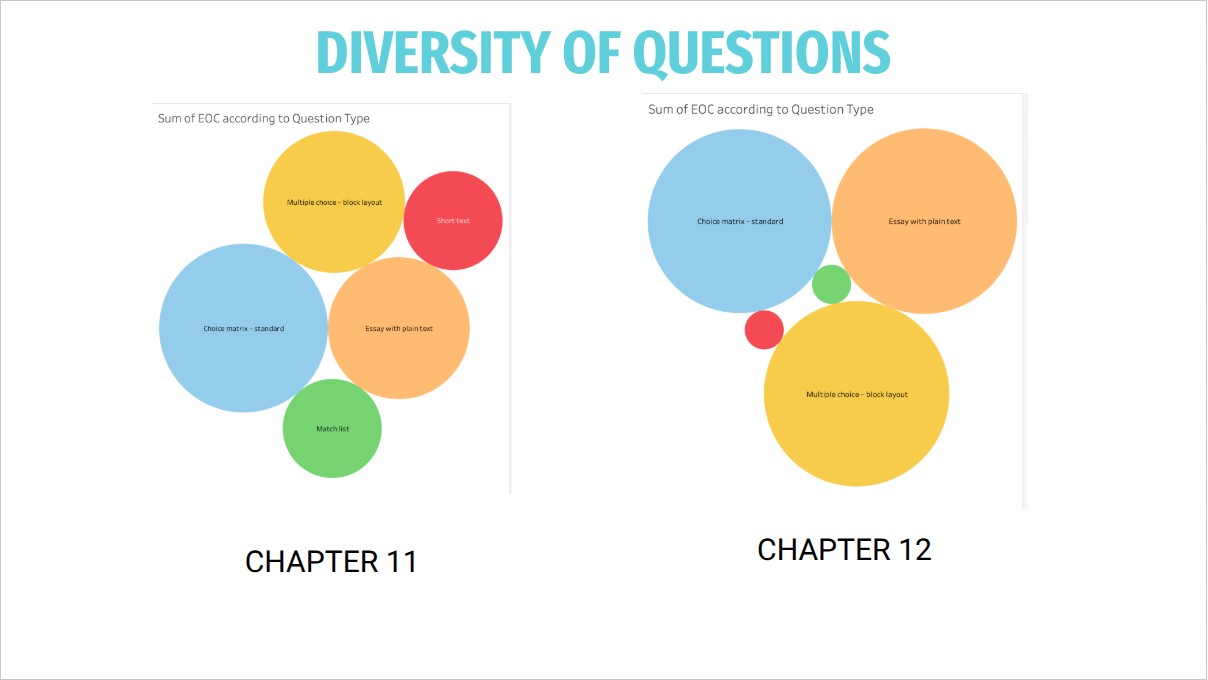 DIVERSITY OF QUESTIONS
Sum of EOC according to Question Type
Multiple choice – block layout
Short text
Choice matrix – standard
Essay with plain text
Match list
CHAPTER 11
Sum of EOC according to Question Type
Choice matrix – standard
Essay with plain text
Multiple choice – block layout
CHAPTER 12